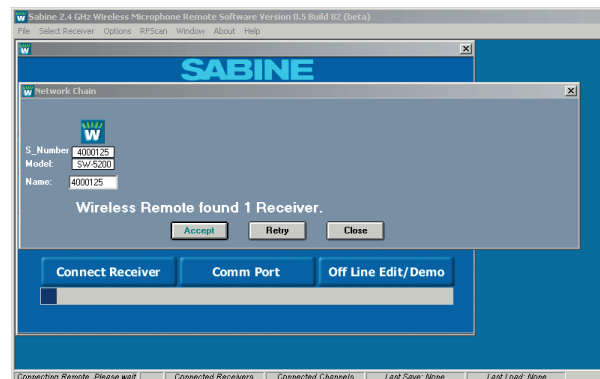 Sabine 2.4 GHz Wireless Microphone Remote Software Version 0.5 Build 82 (beta)
File Select Receiver Options RFScan Window About Help
W
SABINE
W Network Chain
W
S_Number 4000125
Model: SW-5200
Name: 4000125
Wireless Remote found 1 Receiver.
Accept Retry Close
Connect Receiver Comm Port Off Line Edit/Demo
Connecting Remote, Please wait Connected Receivers Connected Channels Last Save: None Last Load: None